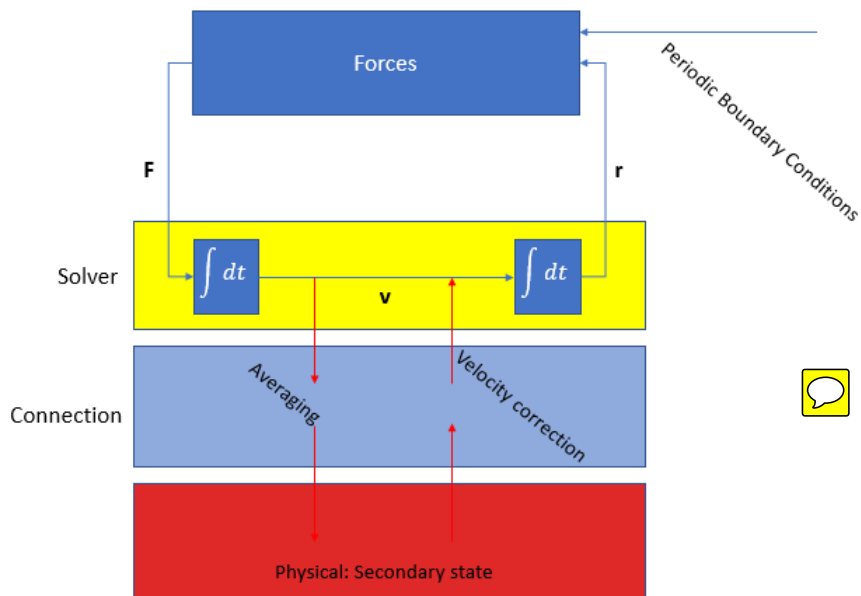 Forces
Periodic Boundary Conditions
F
r
Solver
∫ dt
∫ dt
v
Connection
Averaging
Velocity correction
Physical: Secondary state